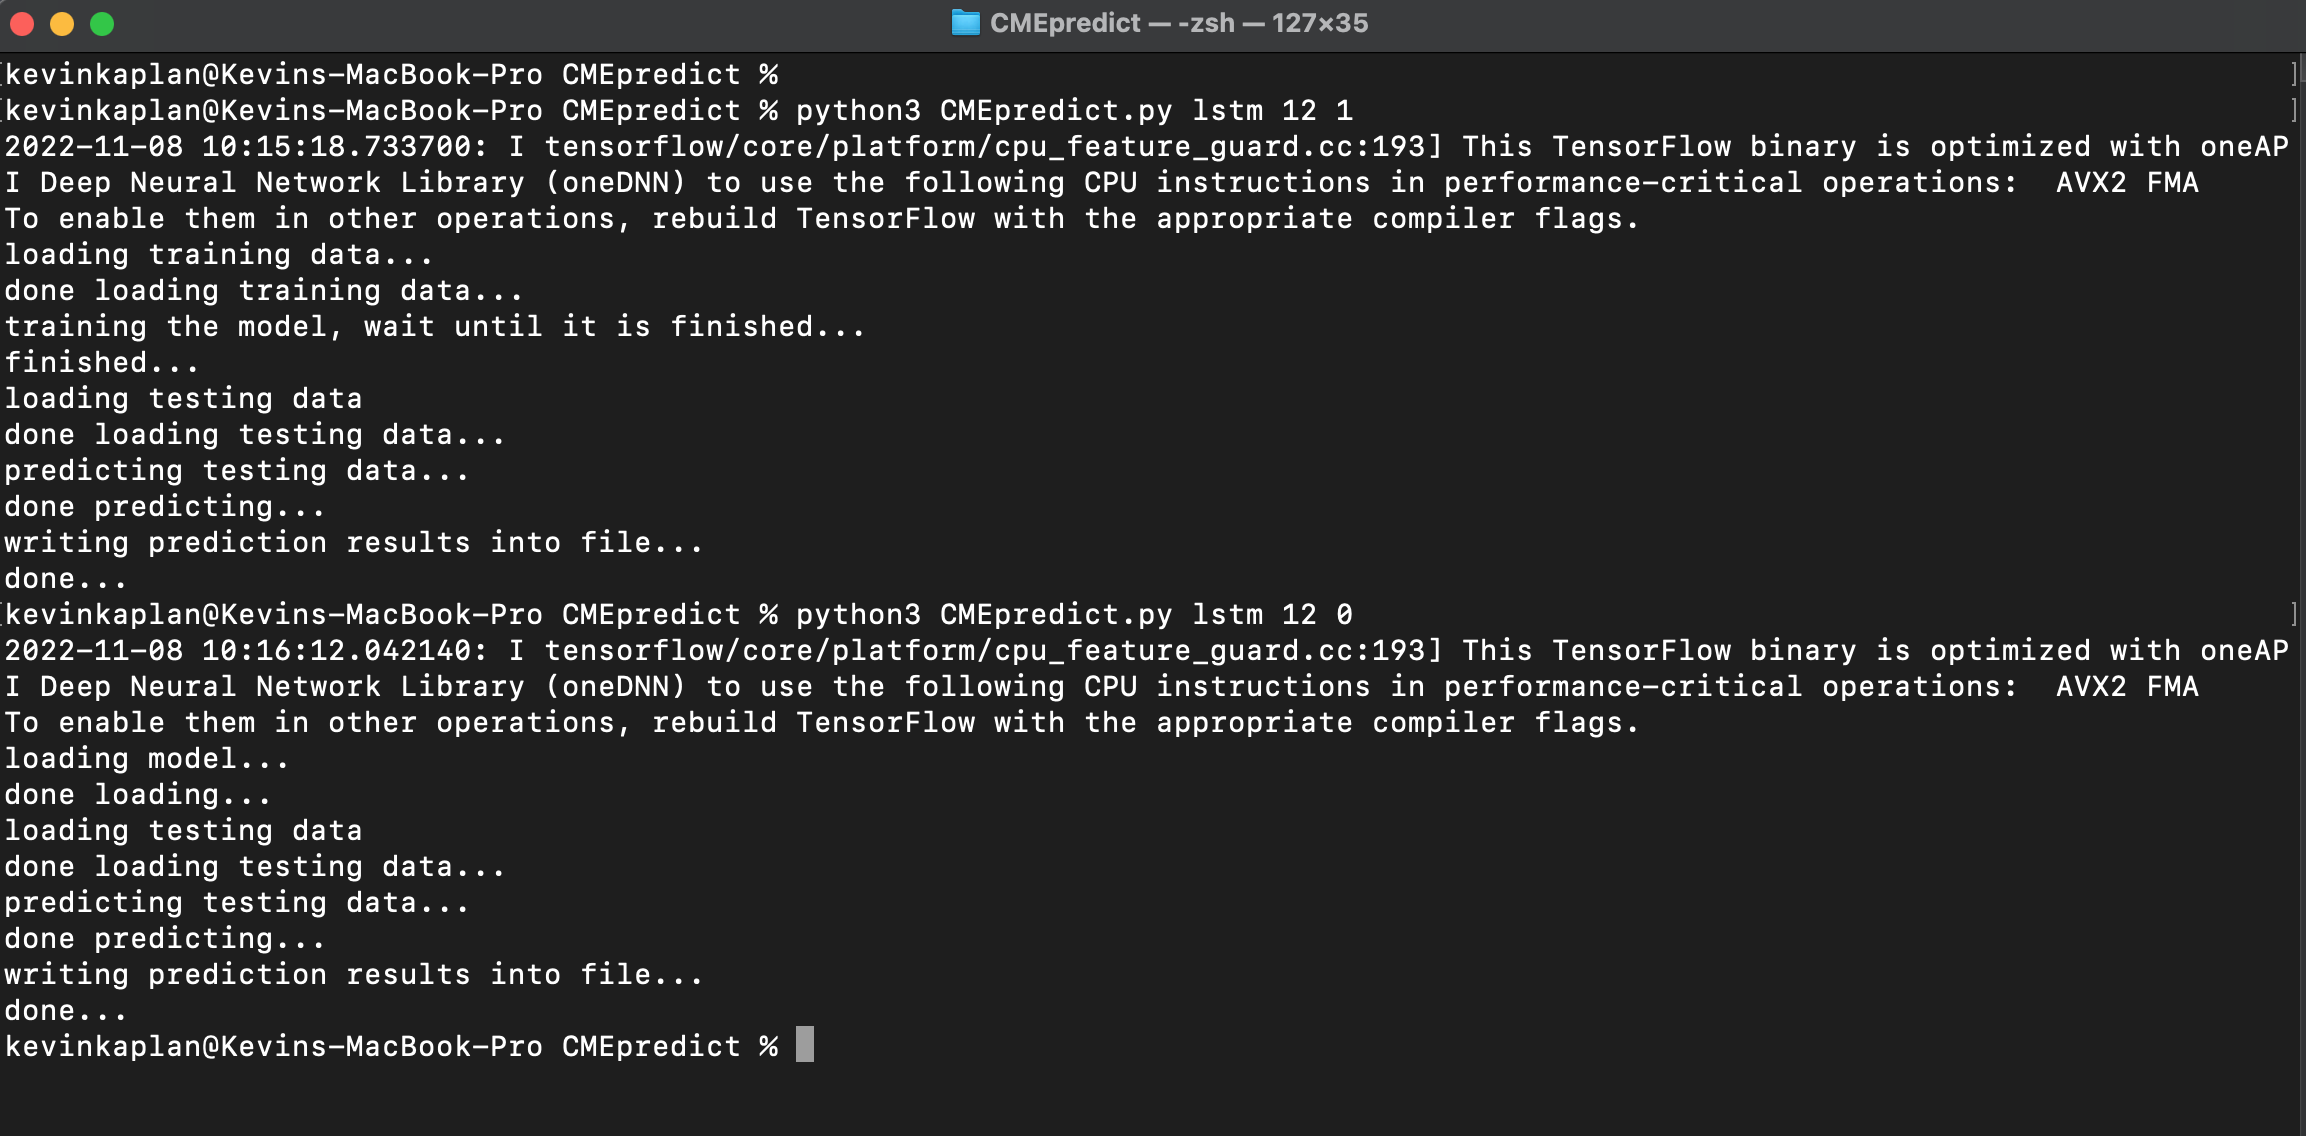 CMEpredict — -zsh — 127×35
[kevinkaplan@Kevins-MacBook-Pro CMEpredict % ]
[kevinkaplan@Kevins-MacBook-Pro CMEpredict % python3 CMEpredict.py lstm 12 1 ]
2022-11-08 10:15:18.733700: I tensorflow/core/platform/cpu_feature_guard.cc:193] This TensorFlow binary is optimized with oneAP
I Deep Neural Network Library (oneDNN) to use the following CPU instructions in performance-critical operations:  AVX2 FMA
To enable them in other operations, rebuild TensorFlow with the appropriate compiler flags.
loading training data...
done loading training data...
training the model, wait until it is finished...
finished...
loading testing data
done loading testing data...
predicting testing data...
done predicting...
writing prediction results into file...
done...
[kevinkaplan@Kevins-MacBook-Pro CMEpredict % python3 CMEpredict.py lstm 12 0 ]
2022-11-08 10:16:12.042140: I tensorflow/core/platform/cpu_feature_guard.cc:193] This TensorFlow binary is optimized with oneAP
I Deep Neural Network Library (oneDNN) to use the following CPU instructions in performance-critical operations:  AVX2 FMA
To enable them in other operations, rebuild TensorFlow with the appropriate compiler flags.
loading model...
done loading...
loading testing data
done loading testing data...
predicting testing data...
done predicting...
writing prediction results into file...
done...
kevinkaplan@Kevins-MacBook-Pro CMEpredict %